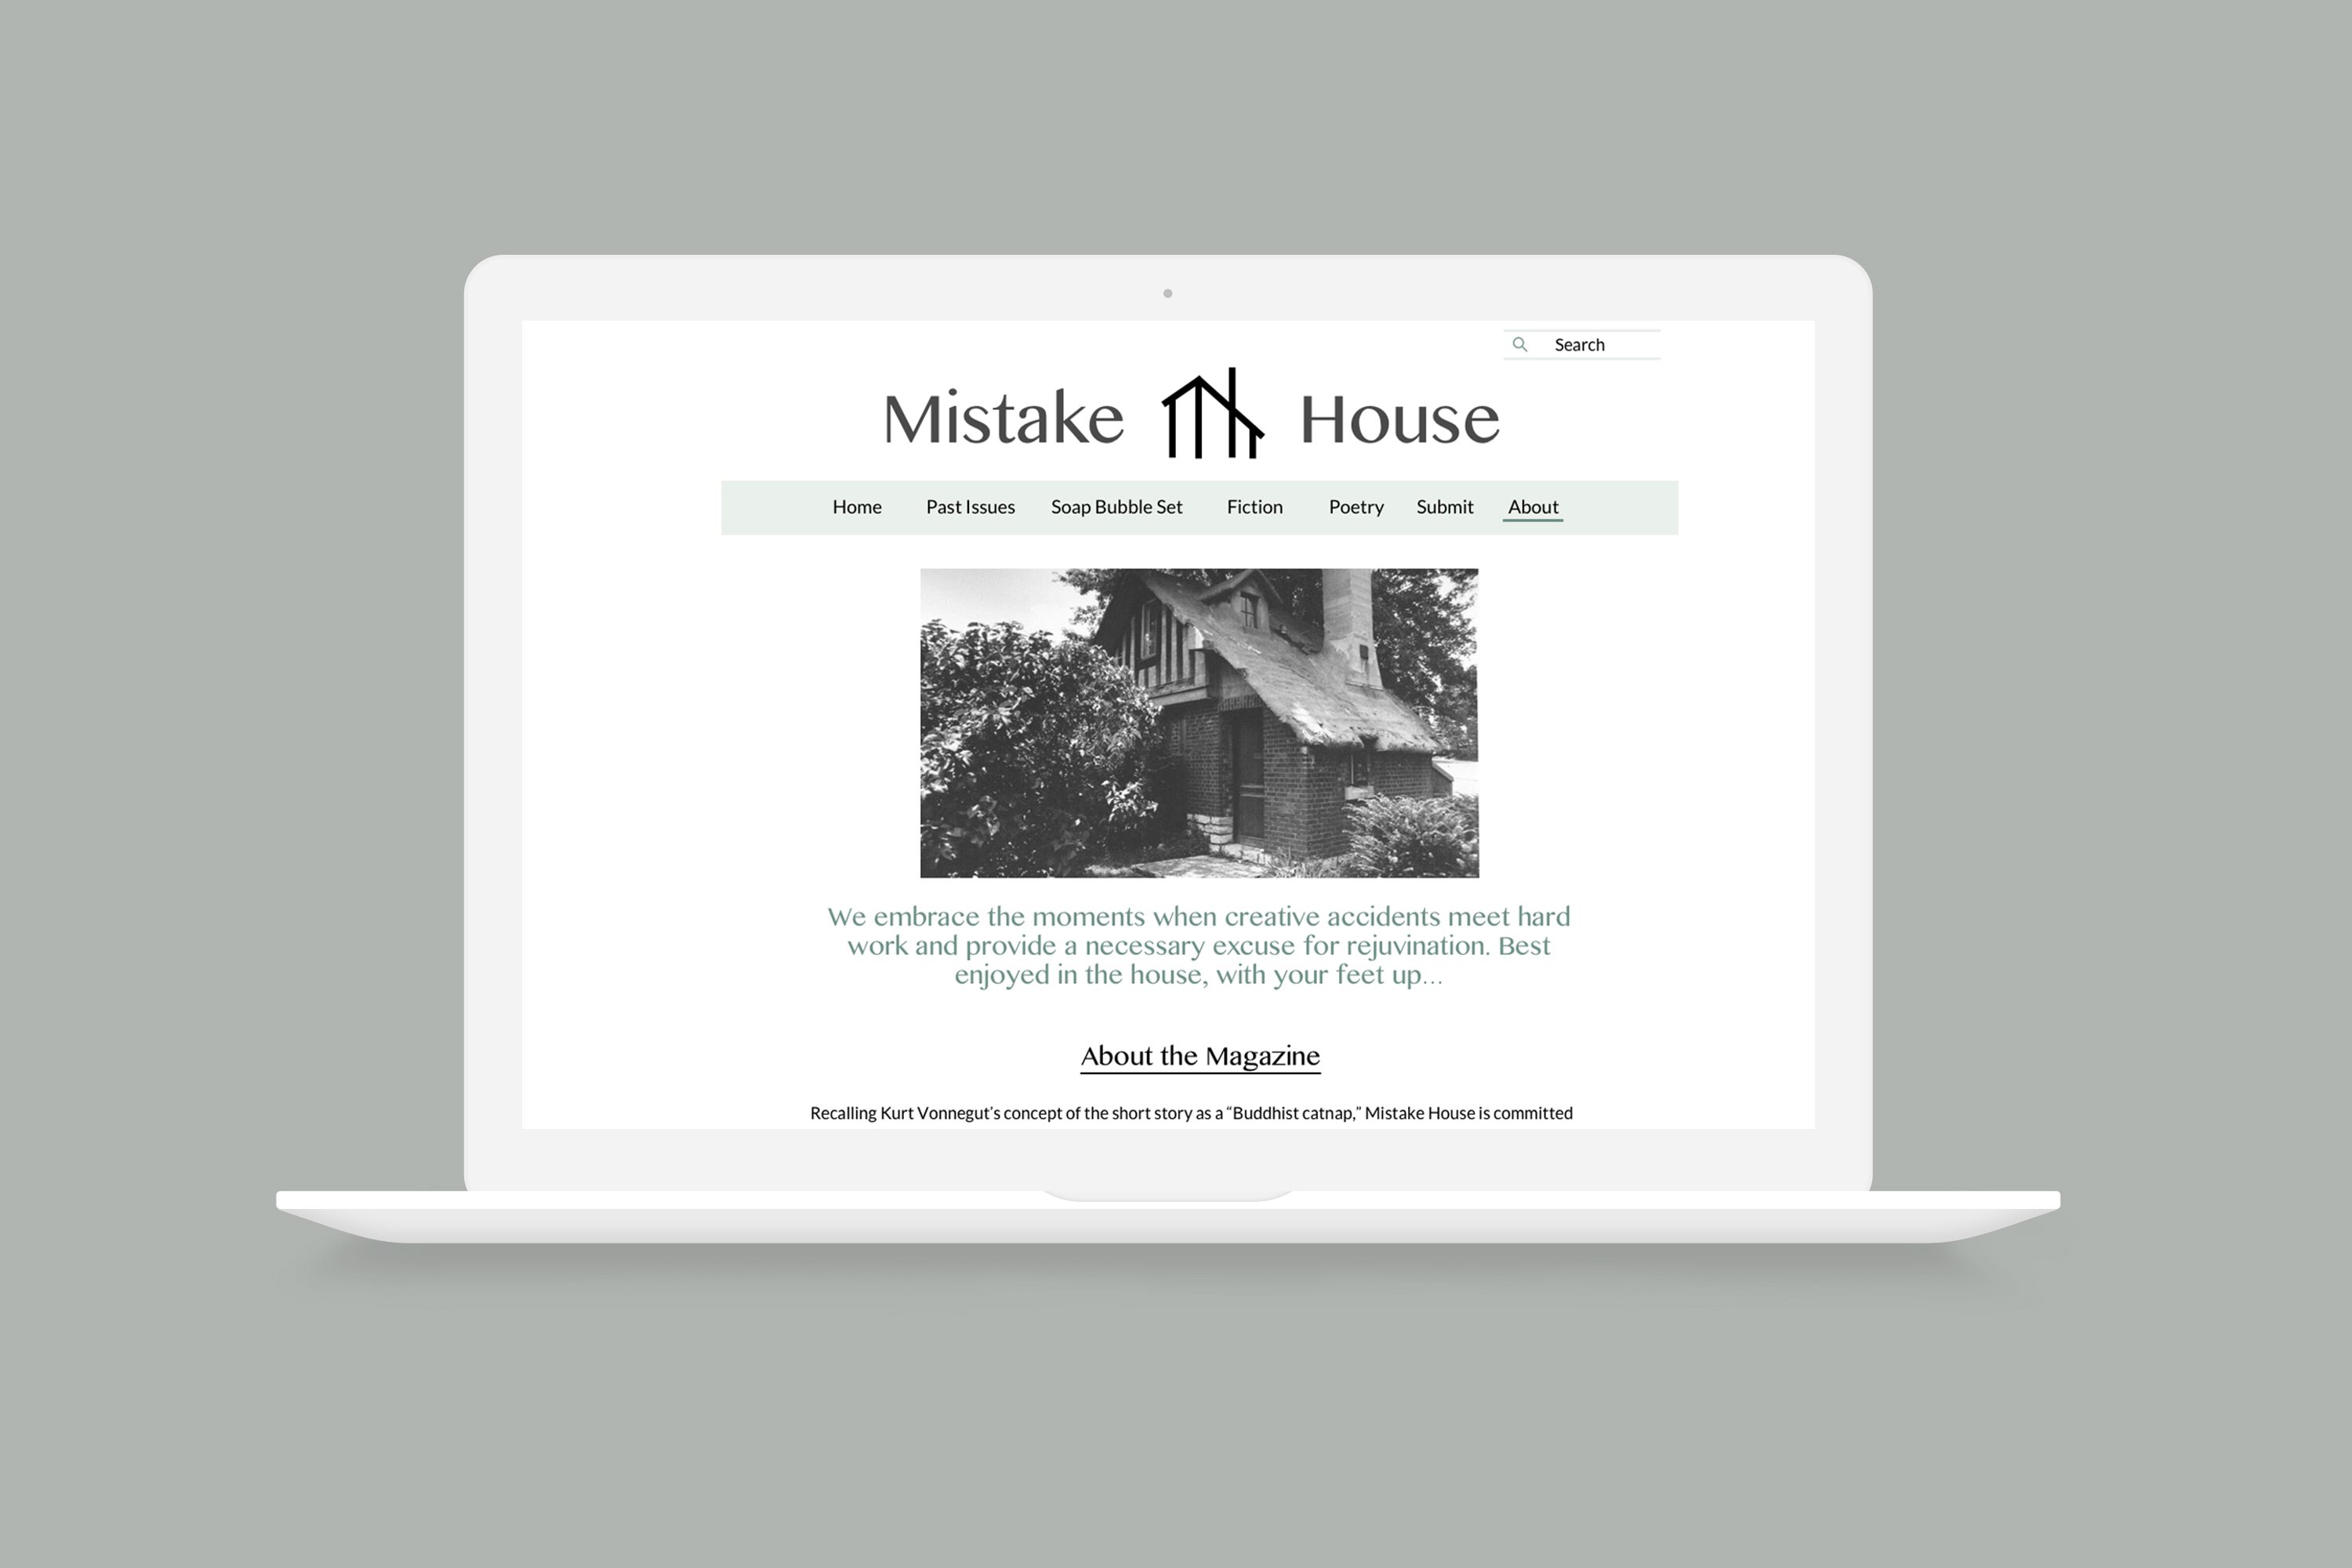 Search
Mistake House
Home Past Issues Soap Bubble Set Fiction Poetry Submit About
We embrace the moments when creative accidents meet hard
work and provide a necessary excuse for rejuvination. Best
enjoyed in the house, with your feet up...
About the Magazine
Recalling Kurt Vonnegut's concept of the short story as a “Buddhist catnap,” Mistake House is committed